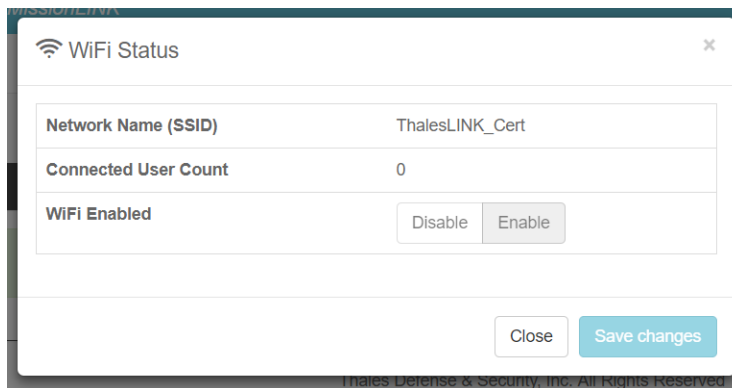 MissionLINK
WiFi Status ×
Network Name (SSID) ThalesLINK_Cert
Connected User Count 0
WiFi Enabled Disable Enable
Close Save changes
Thales Defense & Security, Inc. All Rights Reserved